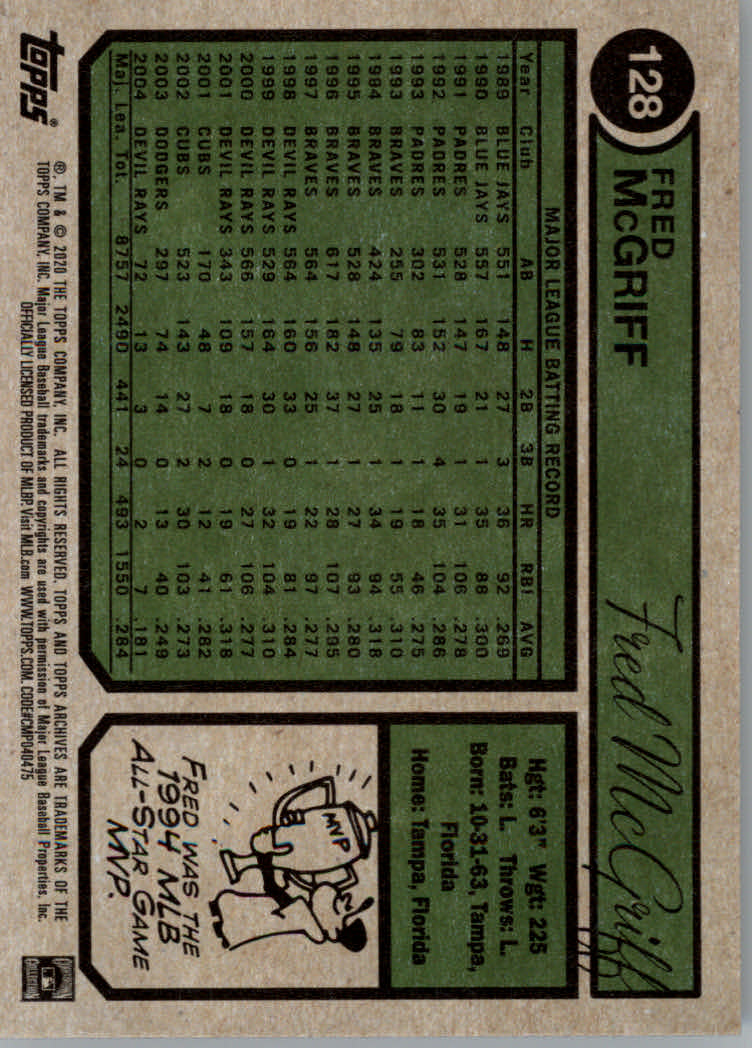 128
FRED
McGRIFF
Fred McGriff
MAJOR LEAGUE BATTING RECORD
Year Club AB H 2B 3B HR RBI AVG
1989 BLUE JAYS 551 148 27 3 36 92 .269
1990 BLUE JAYS 557 167 21 1 35 88 .300
1991 PADRES 528 147 19 1 31 106 .278
1992 PADRES 531 152 30 4 35 104 .286
1993 PADRES 302 83 11 1 18 46 .275
1993 BRAVES 255 79 18 1 19 55 .310
1994 BRAVES 424 135 25 1 34 94 .318
1995 BRAVES 528 148 27 1 27 93 .280
1996 BRAVES 617 182 37 1 28 107 .295
1997 BRAVES 564 156 25 1 22 97 .277
1998 DEVIL RAYS 564 160 33 0 19 81 .284
1999 DEVIL RAYS 529 164 30 1 32 104 .310
2000 DEVIL RAYS 566 157 18 0 27 106 .277
2001 DEVIL RAYS 343 109 18 0 19 61 .318
2001 CUBS 170 48 7 2 12 41 .282
2002 CUBS 523 143 27 2 30 103 .273
2003 DODGERS 297 74 14 0 13 40 .249
2004 DEVIL RAYS 72 13 3 0 2 7 .181
Maj. Lea. Tot. 8757 2490 441 24 493 1550 .284
Hgt: 6'3" Wgt: 225
Bats: L. Throws: L.
Born: 10-31-63, Tampa,
Florida
Home: Tampa, Florida
MVP
FRED WAS THE
1994 MLB
ALL-STAR GAME
MVP.
topps®
®, TM & © 2020 THE TOPPS COMPANY, INC. ALL RIGHTS RESERVED. TOPPS AND TOPPS ARCHIVES ARE TRADEMARKS OF THE
TOPPS COMPANY, INC. Major League Baseball trademarks and copyrights are used with permission of Major League Baseball Properties, Inc.
OFFICIALLY LICENSED PRODUCT OF MLBP. Visit MLB.com WWW.TOPPS.COM. CODE#CMP040475
COOPERSTOWN
COLLECTION